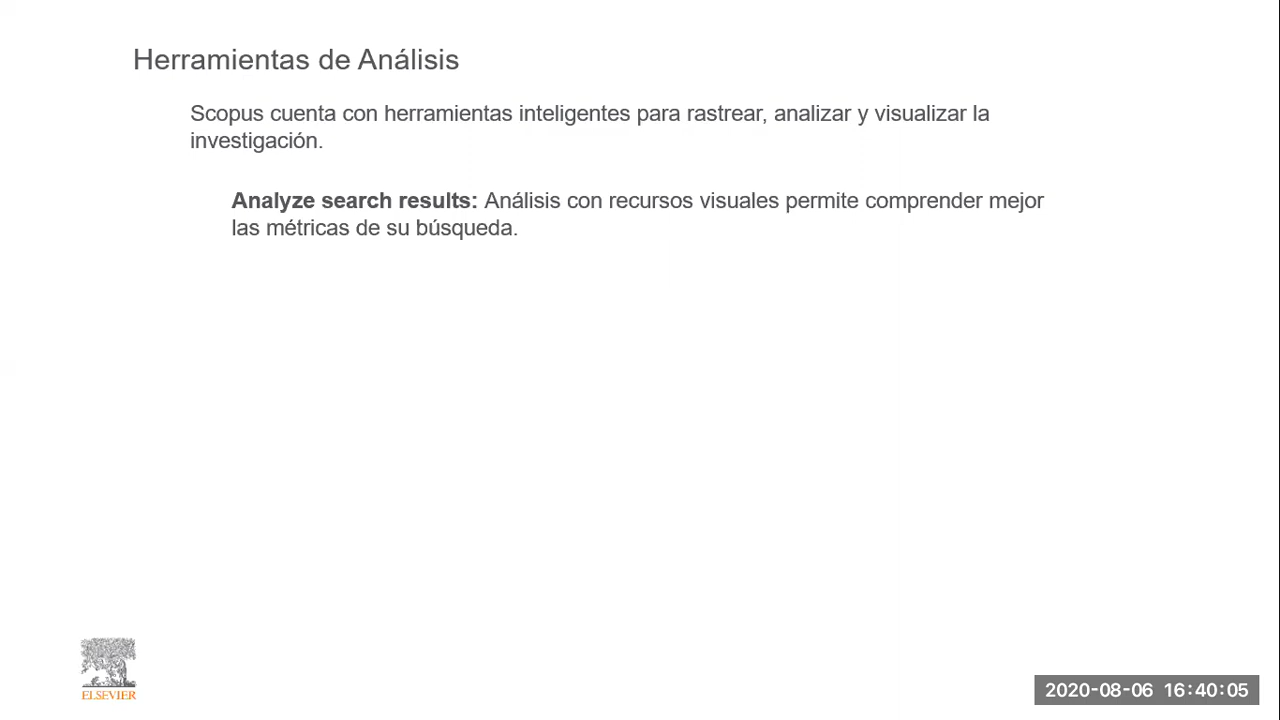 Herramientas de Análisis
Scopus cuenta con herramientas inteligentes para rastrear, analizar y visualizar la
investigación.
Analyze search results: Análisis con recursos visuales permite comprender mejor
las métricas de su búsqueda.
ELSEVIER
2020-08-06 16:40:05